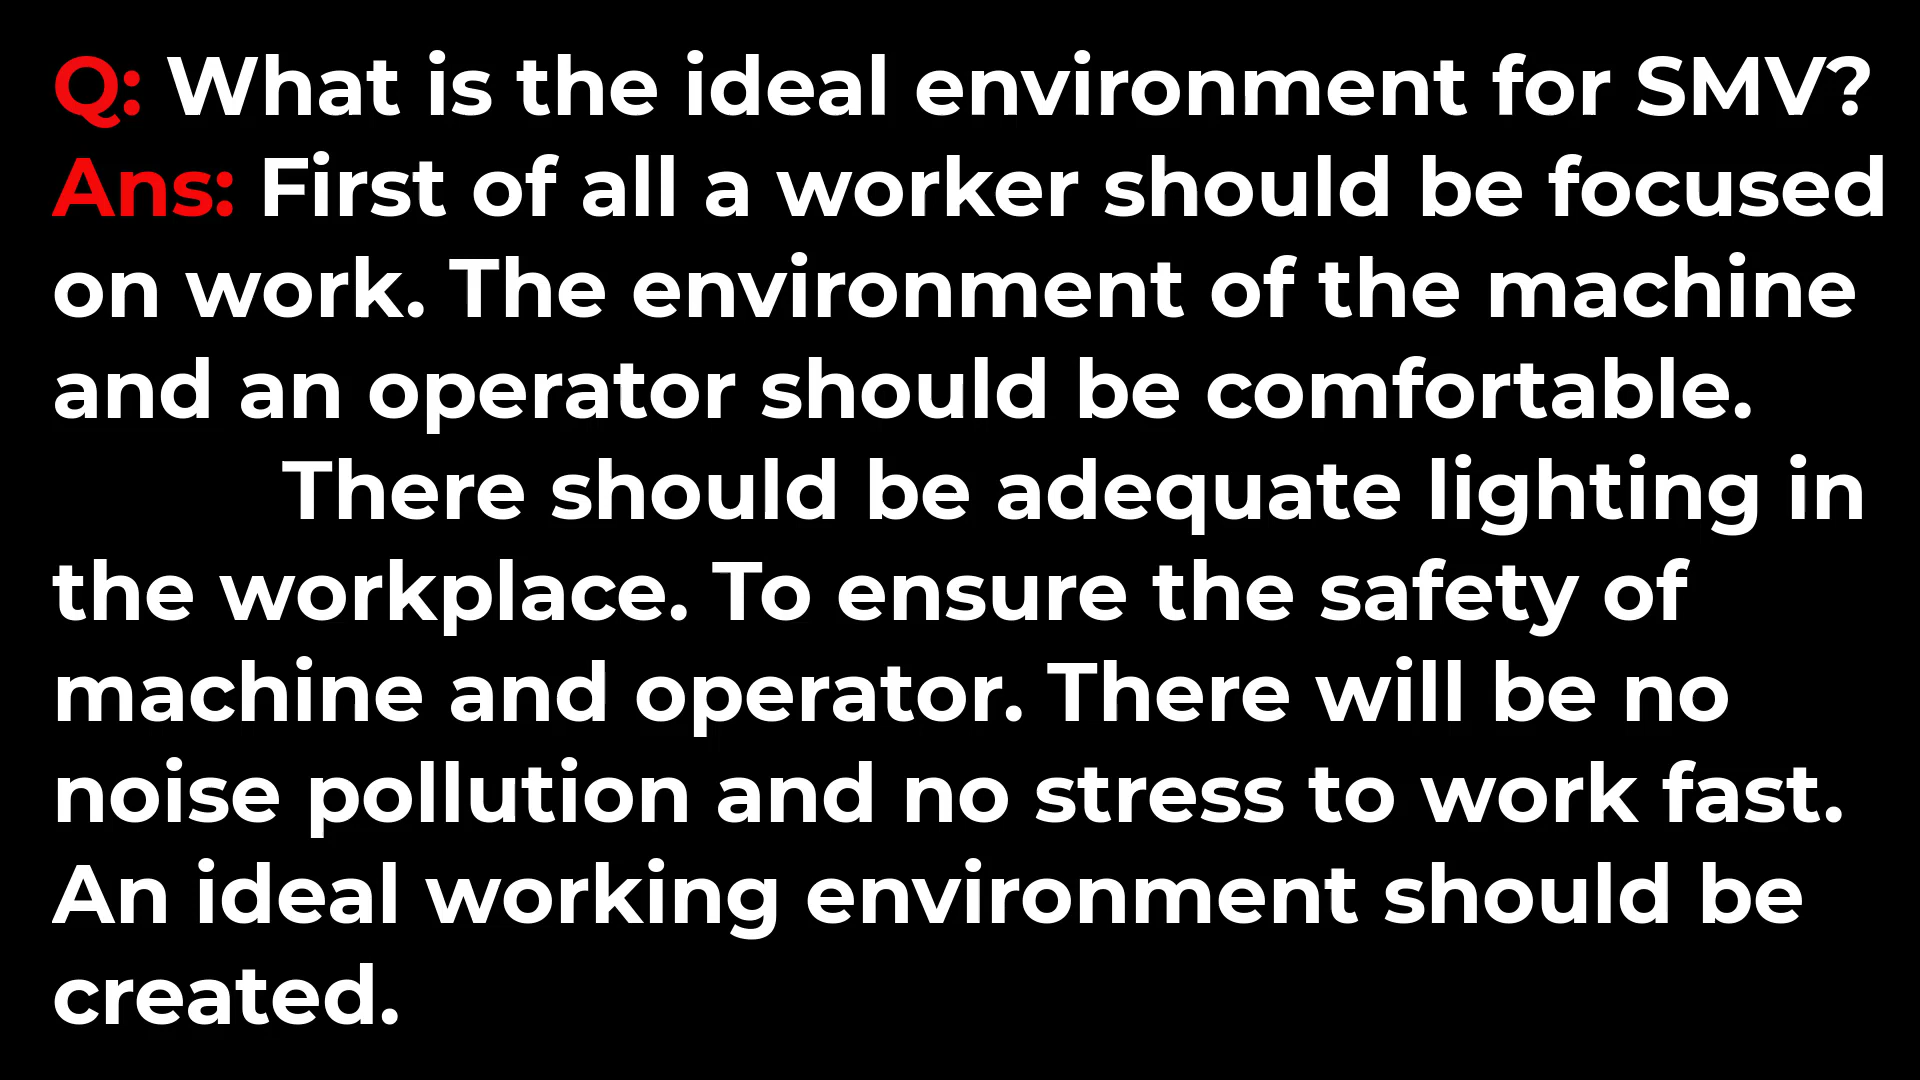 Q: What is the ideal environment for SMV?
Ans: First of all a worker should be focused
on work. The environment of the machine
and an operator should be comfortable.
There should be adequate lighting in
the workplace. To ensure the safety of
machine and operator. There will be no
noise pollution and no stress to work fast.
An ideal working environment should be
created.